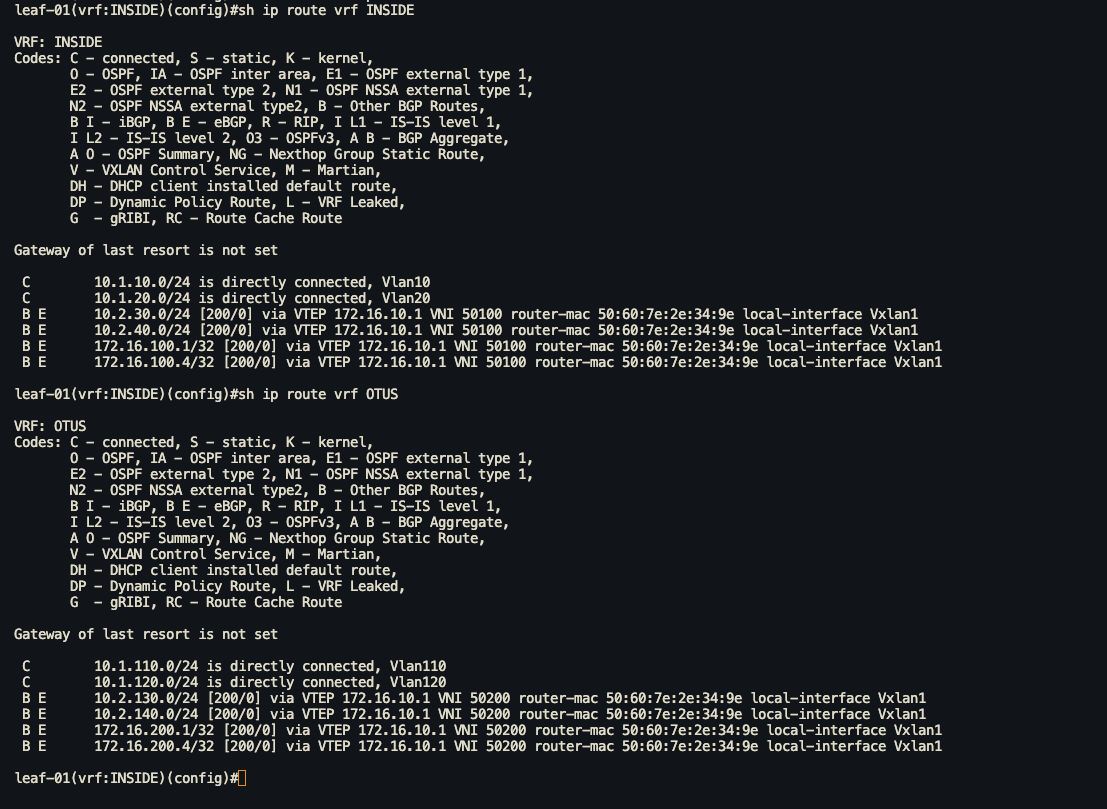 leaf-01(vrf:INSIDE)(config)#sh ip route vrf INSIDE
VRF: INSIDE
Codes: C - connected, S - static, K - kernel,
O - OSPF, IA - OSPF inter area, E1 - OSPF external type 1,
E2 - OSPF external type 2, N1 - OSPF NSSA external type 1,
N2 - OSPF NSSA external type2, B - Other BGP Routes,
B I - iBGP, B E - eBGP, R - RIP, I L1 - IS-IS level 1,
I L2 - IS-IS level 2, O3 - OSPFv3, A B - BGP Aggregate,
A O - OSPF Summary, NG - Nexthop Group Static Route,
V - VXLAN Control Service, M - Martian,
DH - DHCP client installed default route,
DP - Dynamic Policy Route, L - VRF Leaked,
G  - gRIBI, RC - Route Cache Route
Gateway of last resort is not set
C        10.1.10.0/24 is directly connected, Vlan10
C        10.1.20.0/24 is directly connected, Vlan20
B E      10.2.30.0/24 [200/0] via VTEP 172.16.10.1 VNI 50100 router-mac 50:60:7e:2e:34:9e local-interface Vxlan1
B E      10.2.40.0/24 [200/0] via VTEP 172.16.10.1 VNI 50100 router-mac 50:60:7e:2e:34:9e local-interface Vxlan1
B E      172.16.100.1/32 [200/0] via VTEP 172.16.10.1 VNI 50100 router-mac 50:60:7e:2e:34:9e local-interface Vxlan1
B E      172.16.100.4/32 [200/0] via VTEP 172.16.10.1 VNI 50100 router-mac 50:60:7e:2e:34:9e local-interface Vxlan1
leaf-01(vrf:INSIDE)(config)#sh ip route vrf OTUS
VRF: OTUS
Codes: C - connected, S - static, K - kernel,
O - OSPF, IA - OSPF inter area, E1 - OSPF external type 1,
E2 - OSPF external type 2, N1 - OSPF NSSA external type 1,
N2 - OSPF NSSA external type2, B - Other BGP Routes,
B I - iBGP, B E - eBGP, R - RIP, I L1 - IS-IS level 1,
I L2 - IS-IS level 2, O3 - OSPFv3, A B - BGP Aggregate,
A O - OSPF Summary, NG - Nexthop Group Static Route,
V - VXLAN Control Service, M - Martian,
DH - DHCP client installed default route,
DP - Dynamic Policy Route, L - VRF Leaked,
G  - gRIBI, RC - Route Cache Route
Gateway of last resort is not set
C        10.1.110.0/24 is directly connected, Vlan110
C        10.1.120.0/24 is directly connected, Vlan120
B E      10.2.130.0/24 [200/0] via VTEP 172.16.10.1 VNI 50200 router-mac 50:60:7e:2e:34:9e local-interface Vxlan1
B E      10.2.140.0/24 [200/0] via VTEP 172.16.10.1 VNI 50200 router-mac 50:60:7e:2e:34:9e local-interface Vxlan1
B E      172.16.200.1/32 [200/0] via VTEP 172.16.10.1 VNI 50200 router-mac 50:60:7e:2e:34:9e local-interface Vxlan1
B E      172.16.200.4/32 [200/0] via VTEP 172.16.10.1 VNI 50200 router-mac 50:60:7e:2e:34:9e local-interface Vxlan1
leaf-01(vrf:INSIDE)(config)#